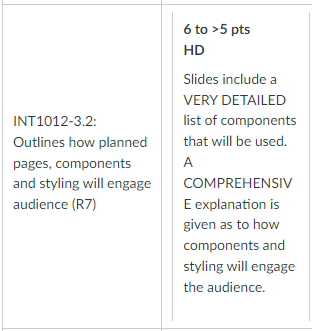 INT1012-3.2:
Outlines how planned
pages, components
and styling will engage
audience (R7)
6 to >5 pts
HD
Slides include a
VERY DETAILED
list of components
that will be used.
A
COMPREHENSIV
E explanation is
given as to how
components and
styling will engage
the audience.